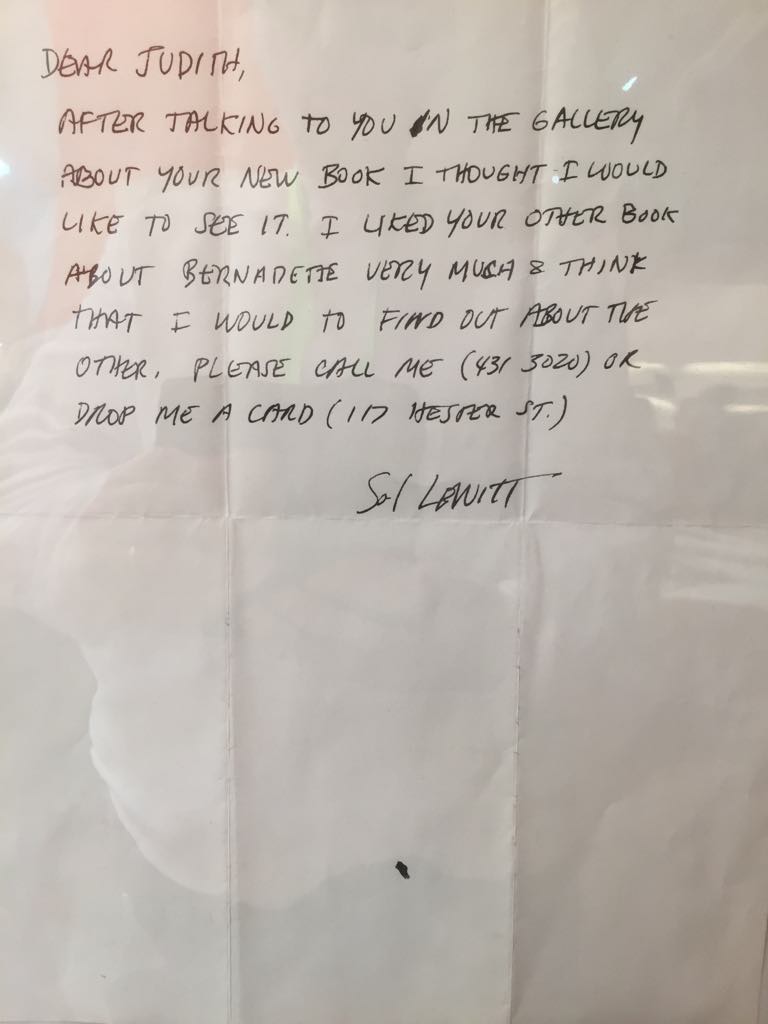 DEAR JUDITH,
AFTER TALKING TO YOU IN THE GALLERY
ABOUT YOUR NEW BOOK I THOUGHT I WOULD
LIKE TO SEE IT. I LIKED YOUR OTHER BOOK
ABOUT BERNADETTE VERY MUCH & THINK
THAT I WOULD TO FIND OUT ABOUT THE
OTHER. PLEASE CALL ME (431 3020) OR
DROP ME A CARD (117 HESTER ST.)
Sol LEWITT